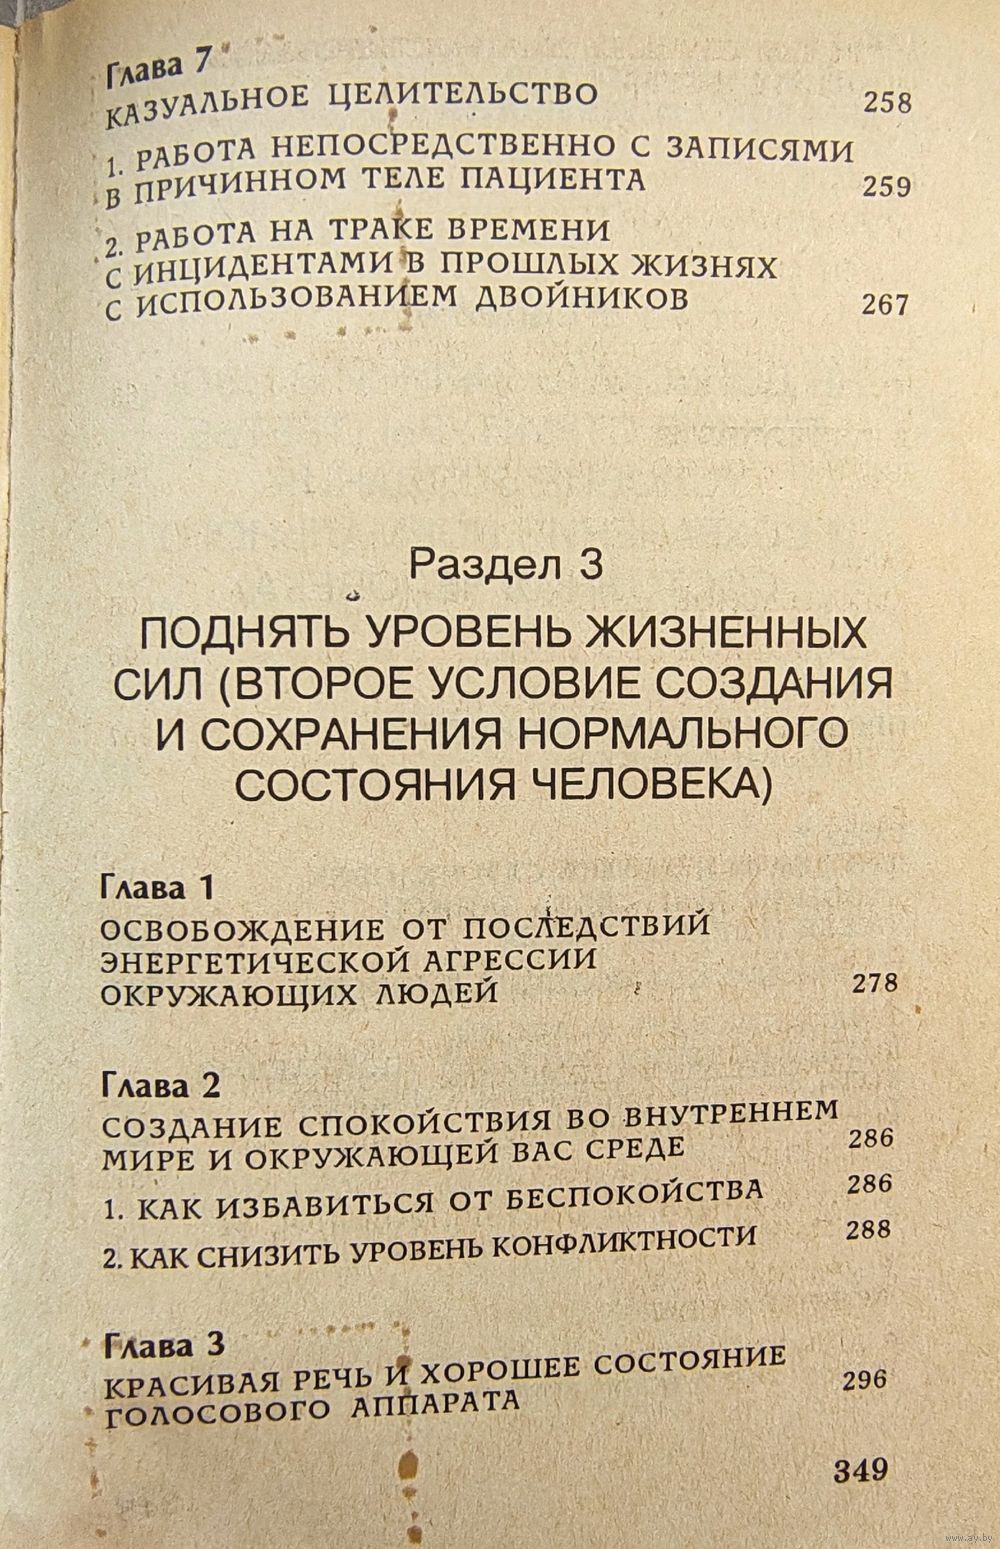 Глава 7
КАЗУАЛЬНОЕ ЦЕЛИТЕЛЬСТВО 258
1. РАБОТА НЕПОСРЕДСТВЕННО С ЗАПИСЯМИ
В ПРИЧИННОМ ТЕЛЕ ПАЦИЕНТА 259
2. РАБОТА НА ТРАКЕ ВРЕМЕНИ
С ИНЦИДЕНТАМИ В ПРОШЛЫХ ЖИЗНЯХ
С ИСПОЛЬЗОВАНИЕМ ДВОЙНИКОВ 267
Раздел 3
ПОДНЯТЬ УРОВЕНЬ ЖИЗНЕННЫХ
СИЛ (ВТОРОЕ УСЛОВИЕ СОЗДАНИЯ
И СОХРАНЕНИЯ НОРМАЛЬНОГО
СОСТОЯНИЯ ЧЕЛОВЕКА)
Глава 1
ОСВОБОЖДЕНИЕ ОТ ПОСЛЕДСТВИЙ
ЭНЕРГЕТИЧЕСКОЙ АГРЕССИИ
ОКРУЖАЮЩИХ ЛЮДЕЙ 278
Глава 2
СОЗДАНИЕ СПОКОЙСТВИЯ ВО ВНУТРЕННЕМ
МИРЕ И ОКРУЖАЮЩЕЙ ВАС СРЕДЕ 286
1. КАК ИЗБАВИТЬСЯ ОТ БЕСПОКОЙСТВА 286
2. КАК СНИЗИТЬ УРОВЕНЬ КОНФЛИКТНОСТИ 288
Глава 3
КРАСИВАЯ РЕЧЬ И ХОРОШЕЕ СОСТОЯНИЕ
ГОЛОСОВОГО АППАРАТА 296
349
www.ay.by